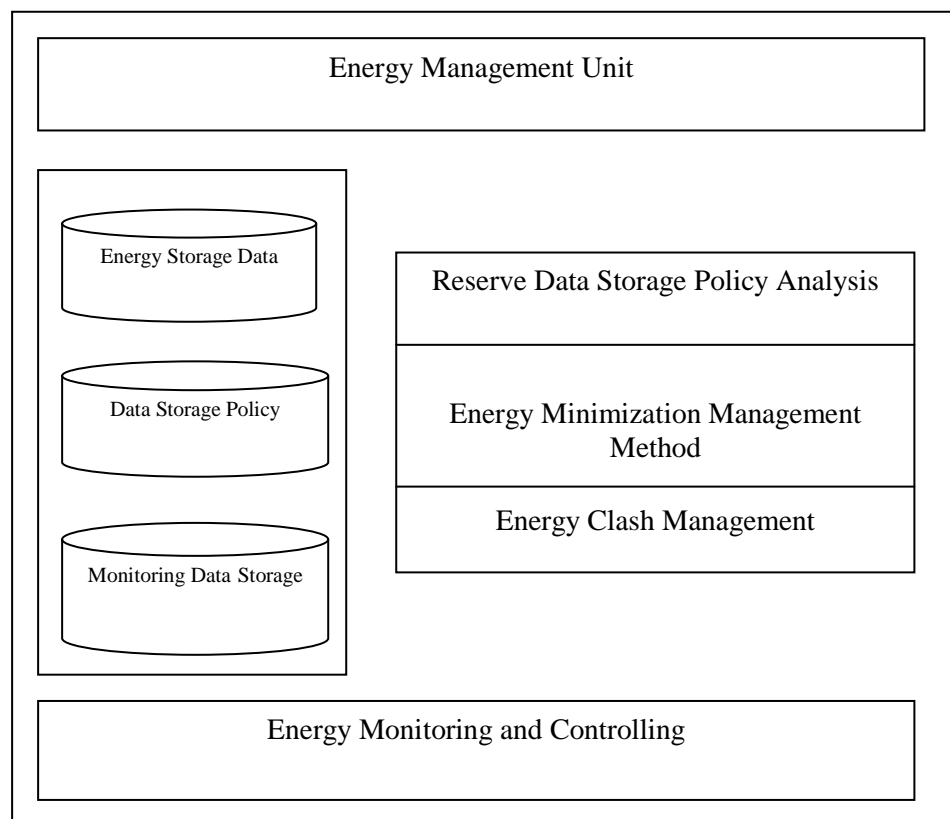 Energy Management Unit
Energy Storage Data
Data Storage Policy
Monitoring Data Storage
Reserve Data Storage Policy Analysis
Energy Minimization Management
Method
Energy Clash Management
Energy Monitoring and Controlling